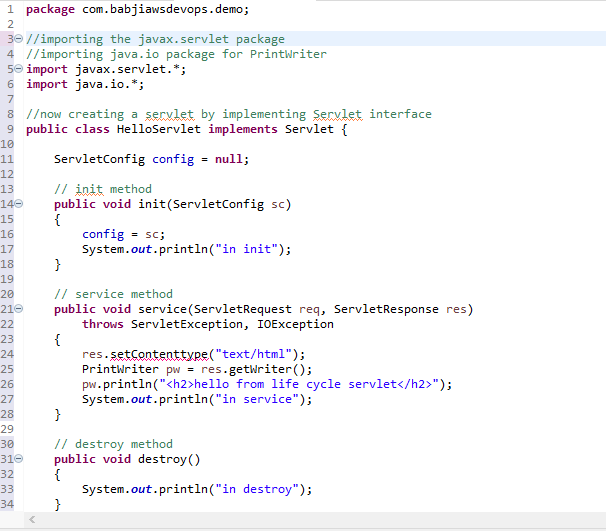 1 package com.babjiawsdevops.demo;
2
3 //importing the javax.servlet package
4 //importing java.io package for PrintWriter
5 import javax.servlet.*;
6 import java.io.*;
7
8 //now creating a servlet by implementing Servlet interface
9 public class HelloServlet implements Servlet {
10
11     ServletConfig config = null;
12
13     // init method
14     public void init(ServletConfig sc)
15     {
16         config = sc;
17         System.out.println("in init");
18     }
19
20     // service method
21     public void service(ServletRequest req, ServletResponse res)
22         throws ServletException, IOException
23     {
24         res.setContenttype("text/html");
25         PrintWriter pw = res.getWriter();
26         pw.println("<h2>hello from life cycle servlet</h2>");
27         System.out.println("in service");
28     }
29
30     // destroy method
31     public void destroy()
32     {
33         System.out.println("in destroy");
34     }